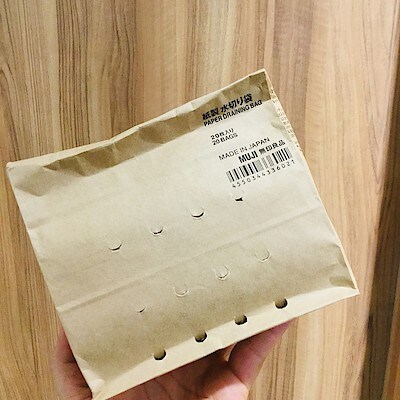 紙製 水切り袋
PAPER DRAINING BAG
20枚入り
20 BAGS
MADE IN JAPAN
MUJI 無印良品
4550344336021